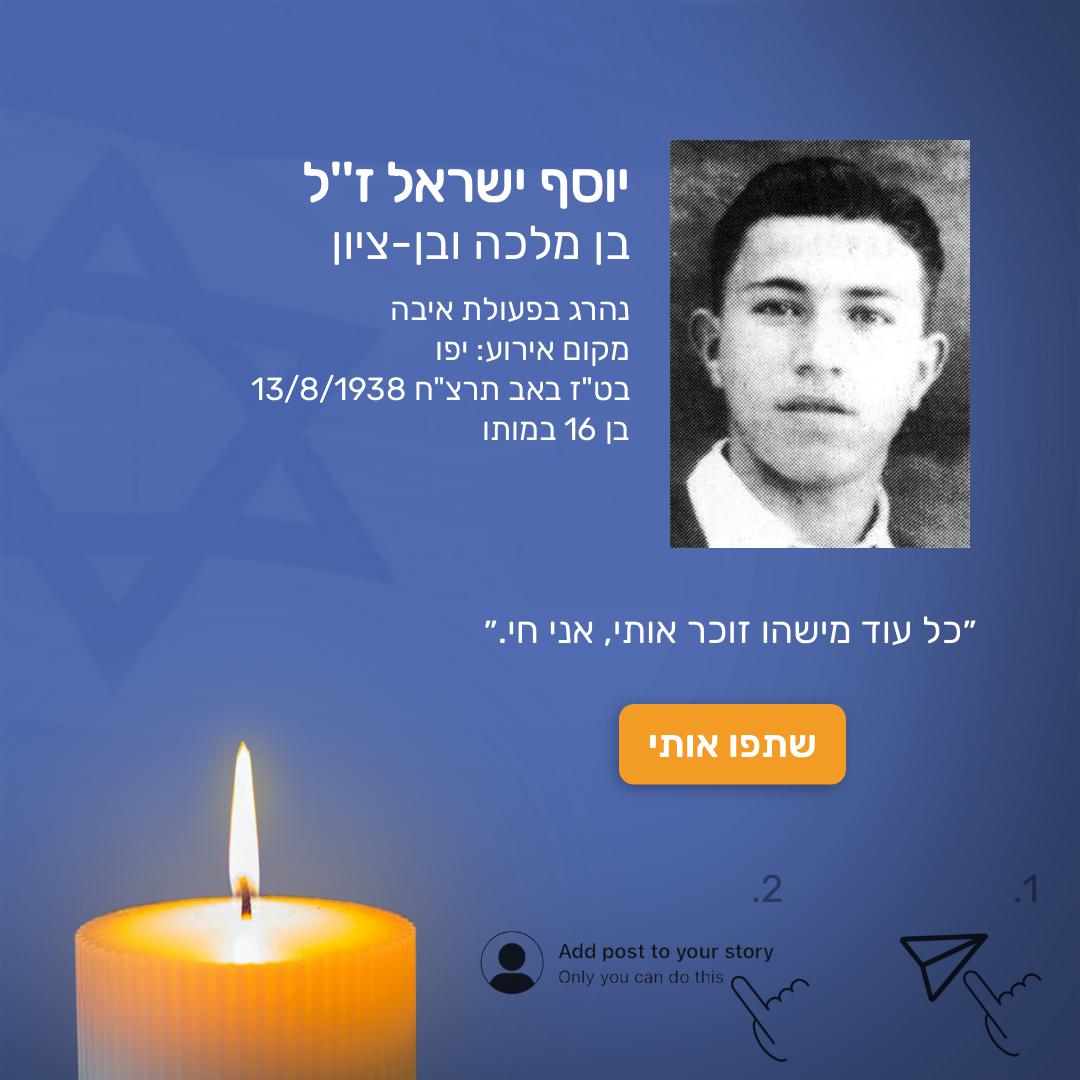 יוסף ישראל ז"ל
בן מלכה ובן-ציון
נהרג בפעולת איבה
מקום אירוע: יפו
בט"ז באב תרצ"ח 13/8/1938
בן 16 במותו
״כל עוד מישהו זוכר אותי, אני חי.״
שתפו אותי
.1
.2
Add post to your story
Only you can do this